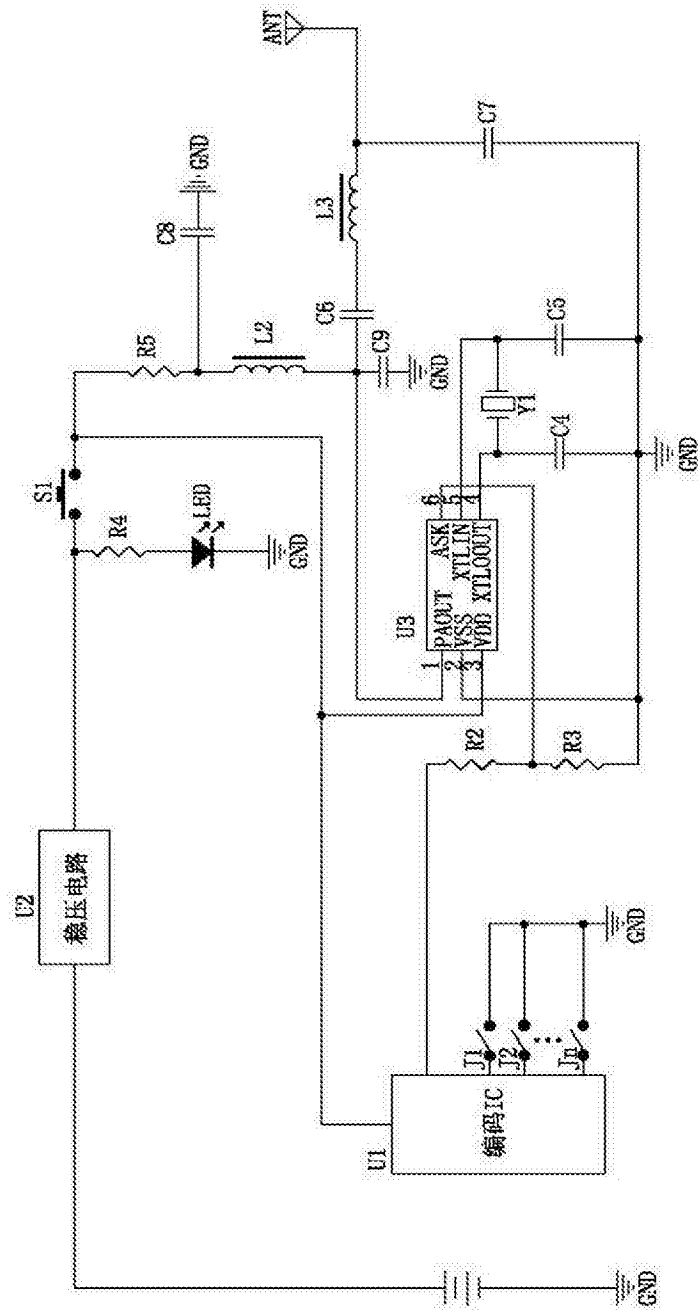 U2
稳压电路
S1
R4
LED
GND
R5
C8
GND
L2
ANT
L3
C6
C9
GND
C7
U3
1 PAOUT ASK 6
2 VSS XTLIN 5
3 VDD XTLOOUT 4
Y1
C4
C5
GND
R2
R3
U1
编码IC
J1
J2
Jn
GND
GND